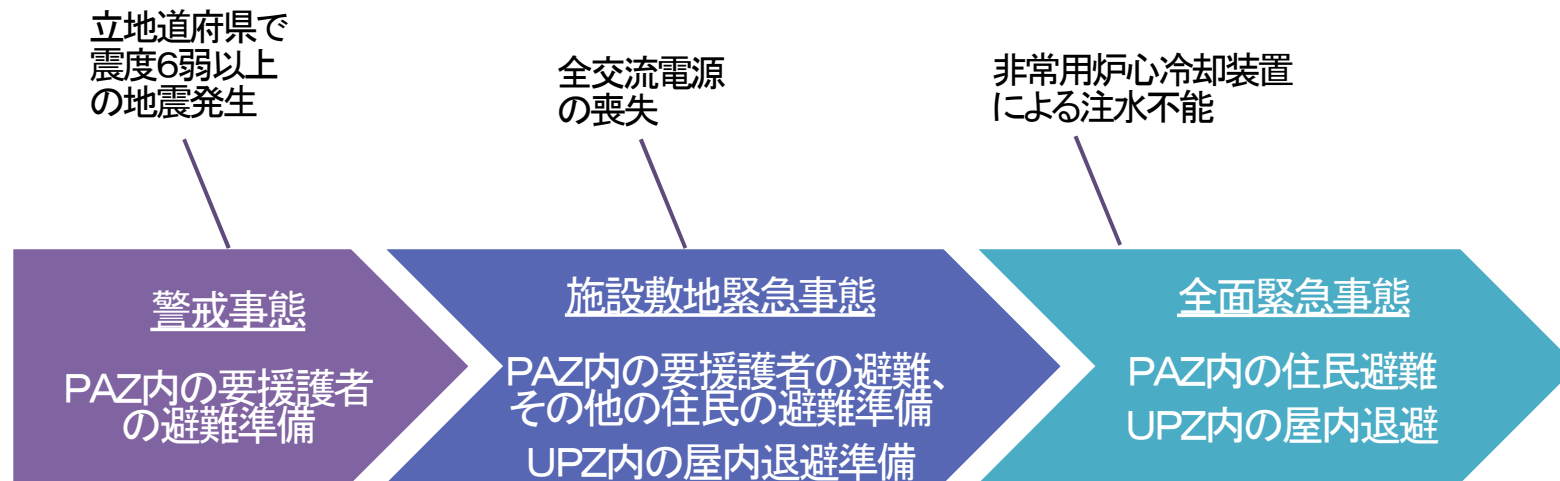 立地道府県で
震度6弱以上
の地震発生
全交流電源
の喪失
非常用炉心冷却装置
による注水不能
警戒事態
PAZ内の要援護者
の避難準備
施設敷地緊急事態
PAZ内の要援護者の避難、
その他の住民の避難準備
UPZ内の屋内退避準備
全面緊急事態
PAZ内の住民避難
UPZ内の屋内退避